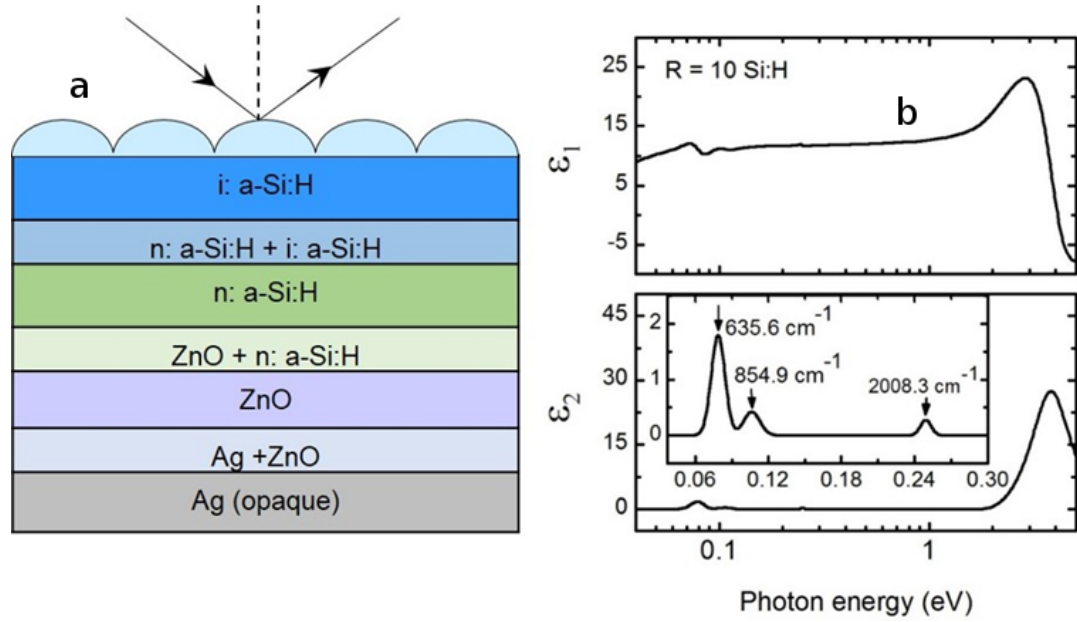 a
i: a-Si:H
n: a-Si:H + i: a-Si:H
n: a-Si:H
ZnO + n: a-Si:H
ZnO
Ag +ZnO
Ag (opaque)
R = 10 Si:H
b
25
15
5
-5
ε₁
45
30
15
0
ε₂
2
1
0
635.6 cm⁻¹
854.9 cm⁻¹
2008.3 cm⁻¹
0.06 0.12 0.18 0.24 0.30
0.1 1
Photon energy (eV)